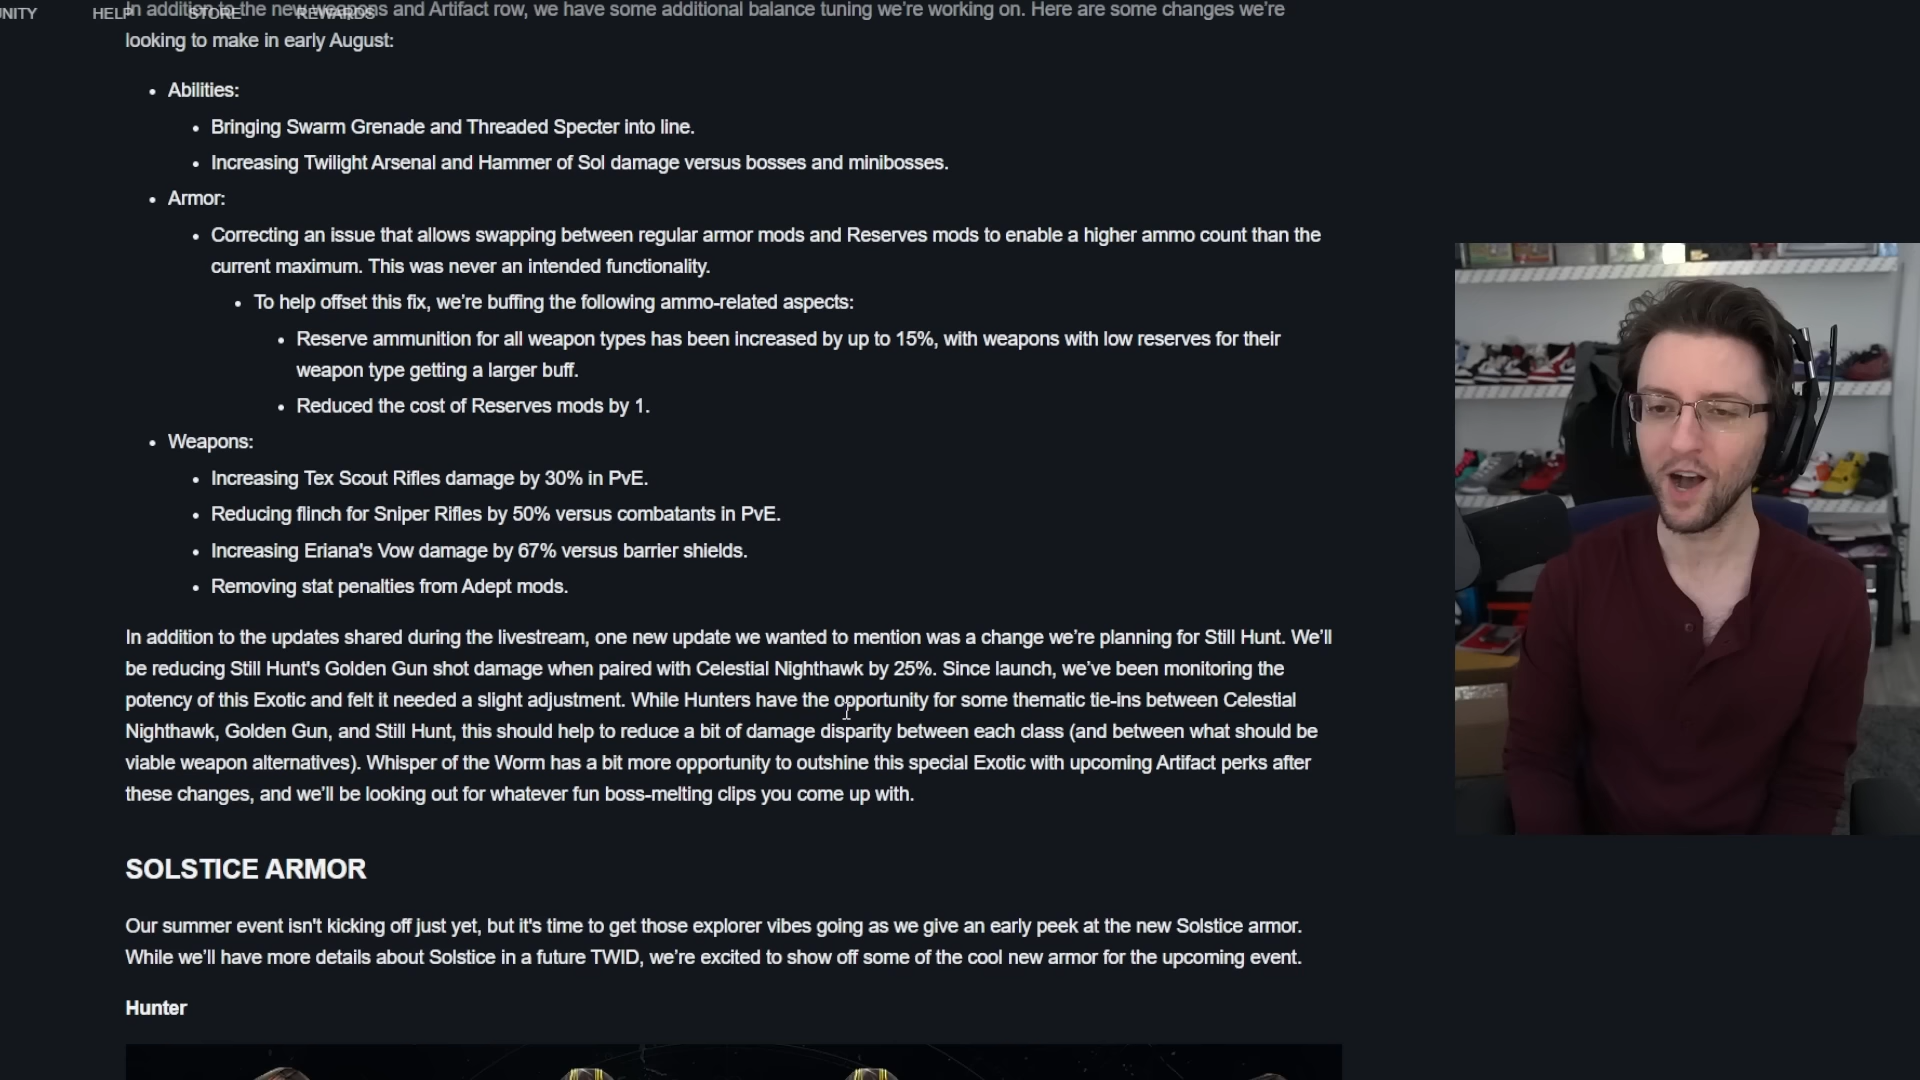 UNITY HELP STORE REWARDS
In addition to the new weapons and Artifact row, we have some additional balance tuning we're working on. Here are some changes we're
looking to make in early August:
• Abilities:
• Bringing Swarm Grenade and Threaded Specter into line.
• Increasing Twilight Arsenal and Hammer of Sol damage versus bosses and minibosses.
• Armor:
• Correcting an issue that allows swapping between regular armor mods and Reserves mods to enable a higher ammo count than the
current maximum. This was never an intended functionality.
• To help offset this fix, we're buffing the following ammo-related aspects:
• Reserve ammunition for all weapon types has been increased by up to 15%, with weapons with low reserves for their
weapon type getting a larger buff.
• Reduced the cost of Reserves mods by 1.
• Weapons:
• Increasing Tex Scout Rifles damage by 30% in PvE.
• Reducing flinch for Sniper Rifles by 50% versus combatants in PvE.
• Increasing Eriana's Vow damage by 67% versus barrier shields.
• Removing stat penalties from Adept mods.
In addition to the updates shared during the livestream, one new update we wanted to mention was a change we're planning for Still Hunt. We'll
be reducing Still Hunt's Golden Gun shot damage when paired with Celestial Nighthawk by 25%. Since launch, we've been monitoring the
potency of this Exotic and felt it needed a slight adjustment. While Hunters have the opportunity for some thematic tie-ins between Celestial
Nighthawk, Golden Gun, and Still Hunt, this should help to reduce a bit of damage disparity between each class (and between what should be
viable weapon alternatives). Whisper of the Worm has a bit more opportunity to outshine this special Exotic with upcoming Artifact perks after
these changes, and we'll be looking out for whatever fun boss-melting clips you come up with.
SOLSTICE ARMOR
Our summer event isn't kicking off just yet, but it's time to get those explorer vibes going as we give an early peek at the new Solstice armor.
While we'll have more details about Solstice in a future TWID, we're excited to show off some of the cool new armor for the upcoming event.
Hunter